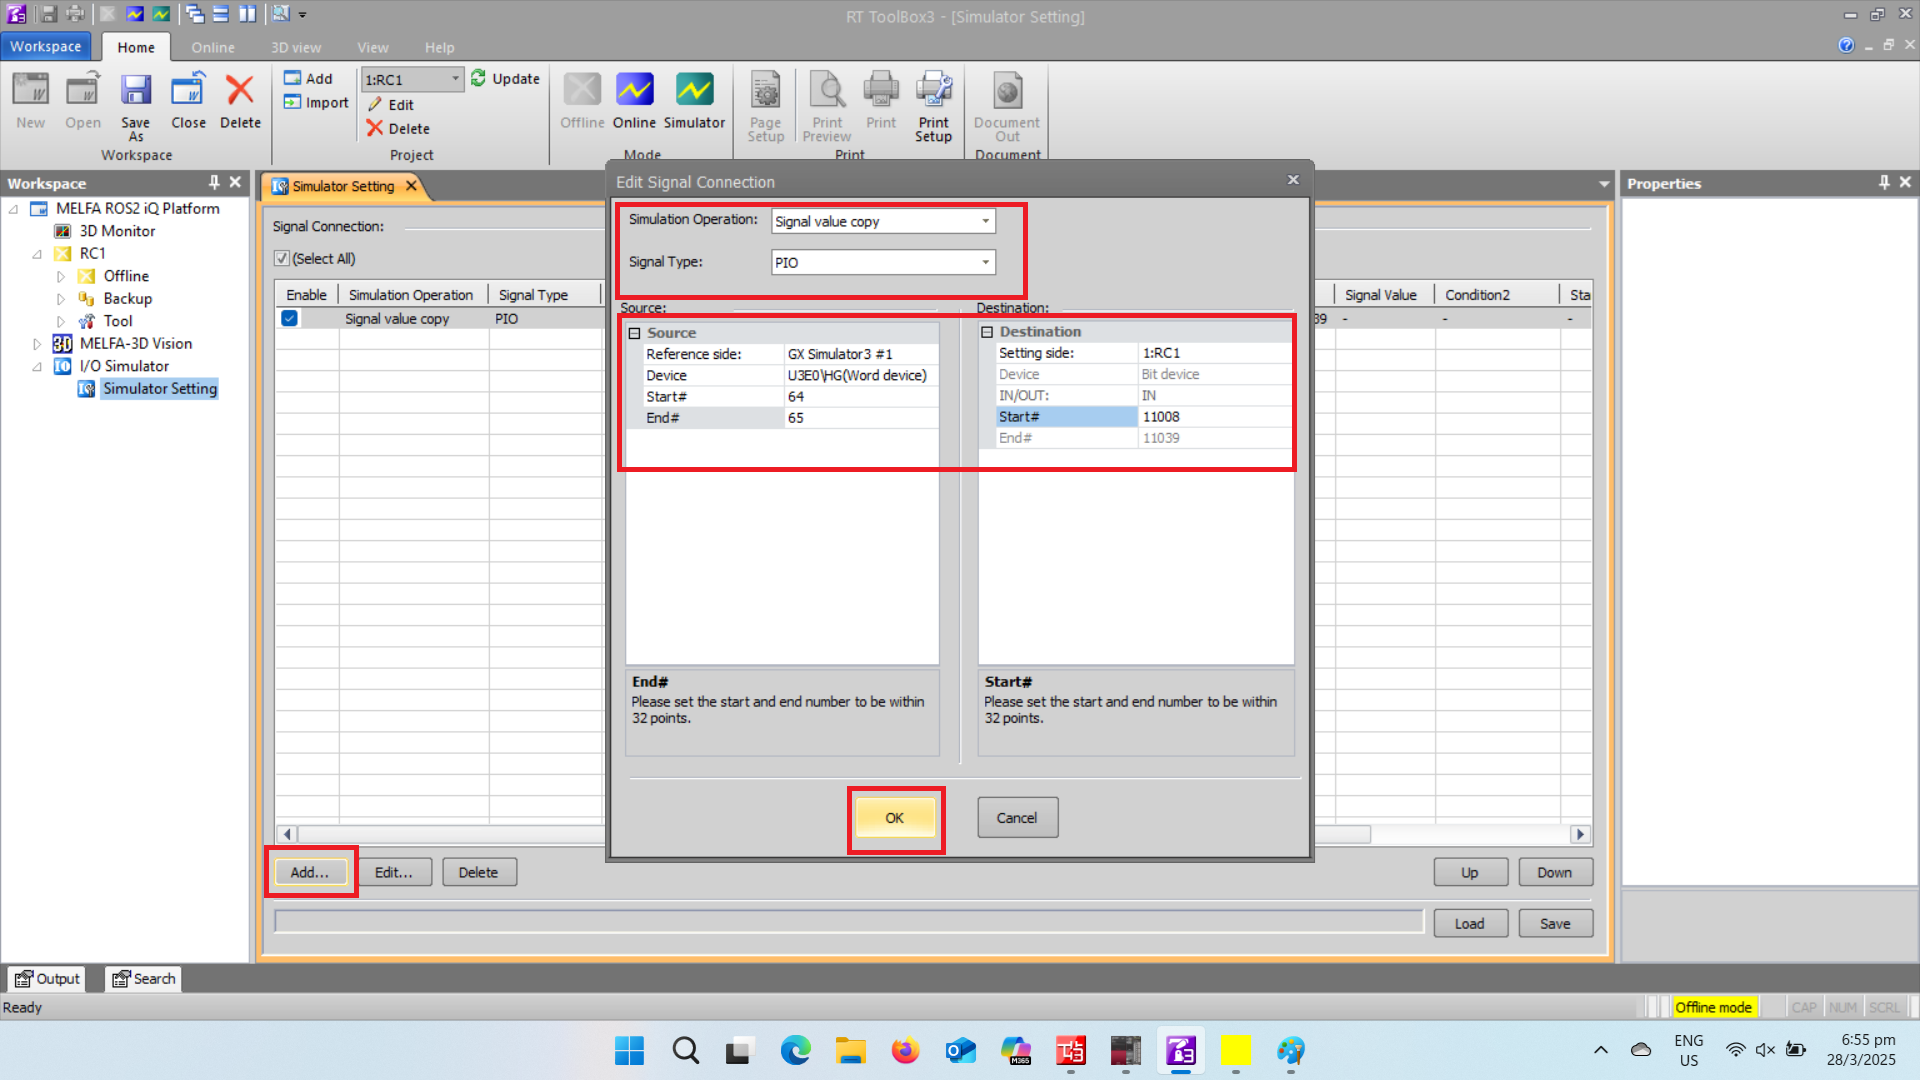 RT ToolBox3 - [Simulator Setting]
Workspace Home Online 3D view View Help
New Open Save As Close Delete
Workspace
Add
Import
1:RC1 Update
Edit
Delete
Project
Offline Online Simulator
Mode
Page Setup Print Preview Print Print Setup
Print
Document Out
Document
Workspace
MELFA ROS2 iQ Platform
3D Monitor
RC1
Offline
Backup
Tool
MELFA-3D Vision
I/O Simulator
Simulator Setting
Simulator Setting
Signal Connection:
(Select All)
Enable Simulation Operation Signal Type
Signal value copy PIO
Signal Value Condition2 Sta
39 - - -
Edit Signal Connection
Simulation Operation: Signal value copy
Signal Type: PIO
Source:
Source
Reference side: GX Simulator3 #1
Device U3E0\HG(Word device)
Start# 64
End# 65
Destination:
Destination
Setting side: 1:RC1
Device Bit device
IN/OUT: IN
Start# 11008
End# 11039
End#
Please set the start and end number to be within
32 points.
Start#
Please set the start and end number to be within
32 points.
OK Cancel
Add... Edit... Delete Up Down
Load Save
Properties
Output Search
Ready Offline mode CAP NUM SCRL
M365
ENG
US
6:55 pm
28/3/2025